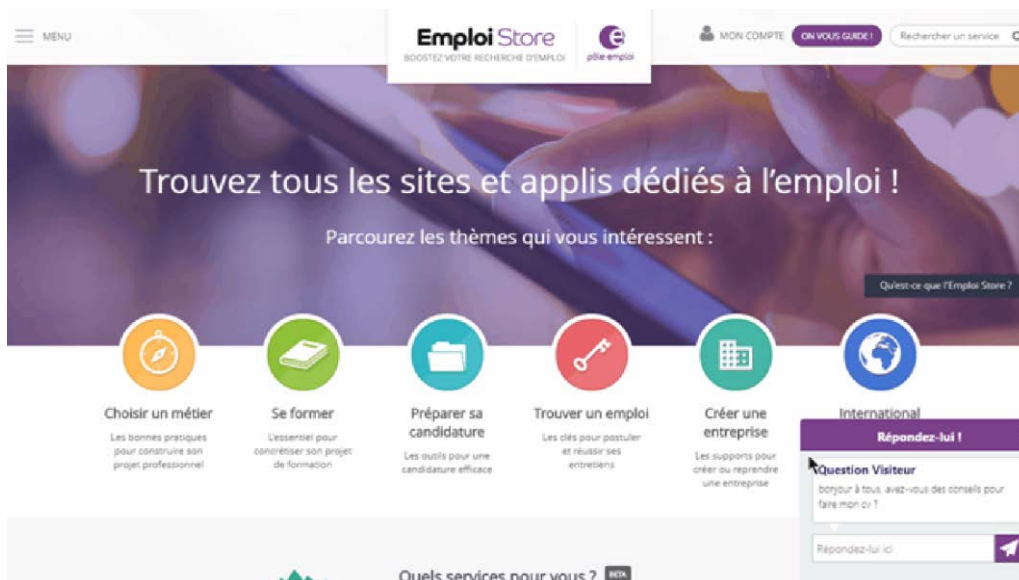 MENU
Emploi Store
BOOSTEZ VOTRE RECHERCHE D'EMPLOI
pôle emploi
MON COMPTE
ON VOUS GUIDE !
Rechercher un service
Trouvez tous les sites et applis dédiés à l'emploi !
Parcourez les thèmes qui vous intéressent :
Qu'est-ce que l'Emploi Store ?
Choisir un métier
Les bonnes pratiques
pour construire son
projet professionnel
Se former
L'essentiel pour
concrétiser son projet
de formation
Préparer sa
candidature
Les outils pour une
candidature efficace
Trouver un emploi
Les clés pour postuler
et réussir ses
entretiens
Créer une
entreprise
Les supports pour
créer ou reprendre
une entreprise
International
Répondez-lui !
Question Visiteur
bonjour à tous, avez-vous des conseils pour
faire mon cv ?
Répondez-lui ici
Quels services pour vous ? BETA